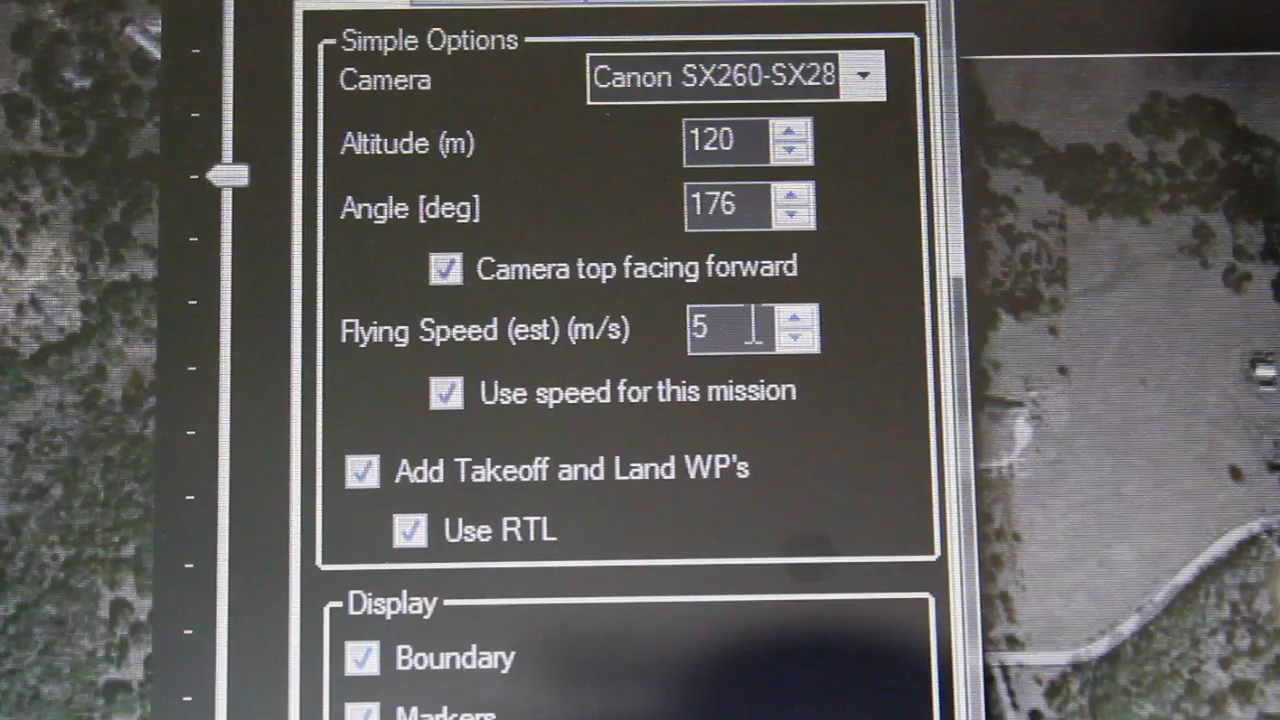 Simple Options
Camera Canon SX260-SX28
Altitude (m) 120
Angle [deg] 176
Camera top facing forward
Flying Speed (est) (m/s) 5
Use speed for this mission
Add Takeoff and Land WP's
Use RTL
Display
Boundary
Markers